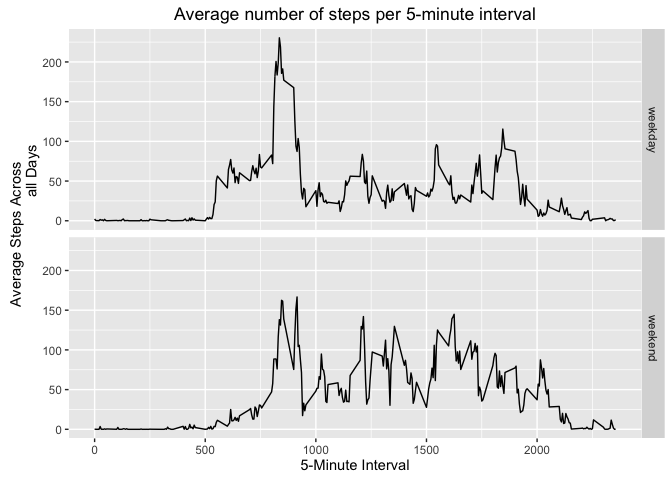 Average number of steps per 5-minute interval
Average Steps Across
all Days
200
150
100
50
0
weekday
200
150
100
50
0
weekend
0 500 1000 1500 2000
5-Minute Interval